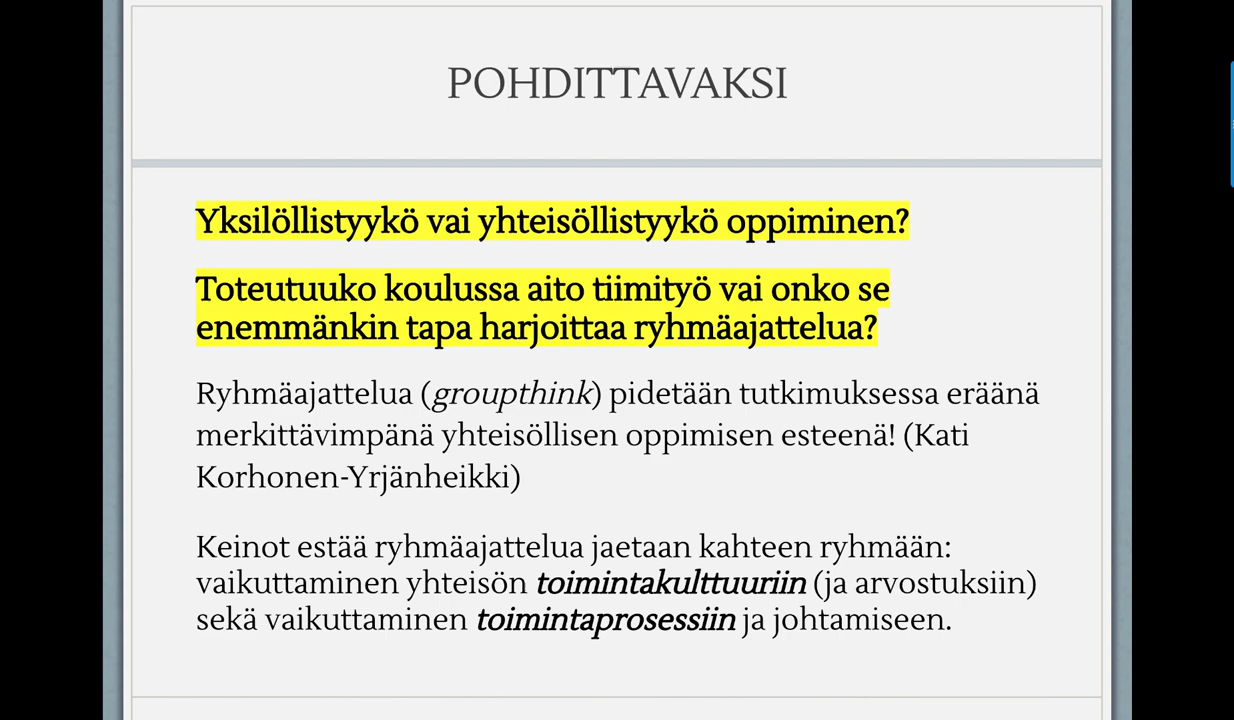 POHDITTAVAKSI
Yksilöllistyykö vai yhteisöllistyykö oppiminen?
Toteutuuko koulussa aito tiimityö vai onko se
enemmänkin tapa harjoittaa ryhmäajattelua?
Ryhmäajattelua (groupthink) pidetään tutkimuksessa eräänä
merkittävimpänä yhteisöllisen oppimisen esteenä! (Kati
Korhonen-Yrjänheikki)
Keinot estää ryhmäajattelua jaetaan kahteen ryhmään:
vaikuttaminen yhteisön toimintakulttuuriin (ja arvostuksiin)
sekä vaikuttaminen toimintaprosessiin ja johtamiseen.